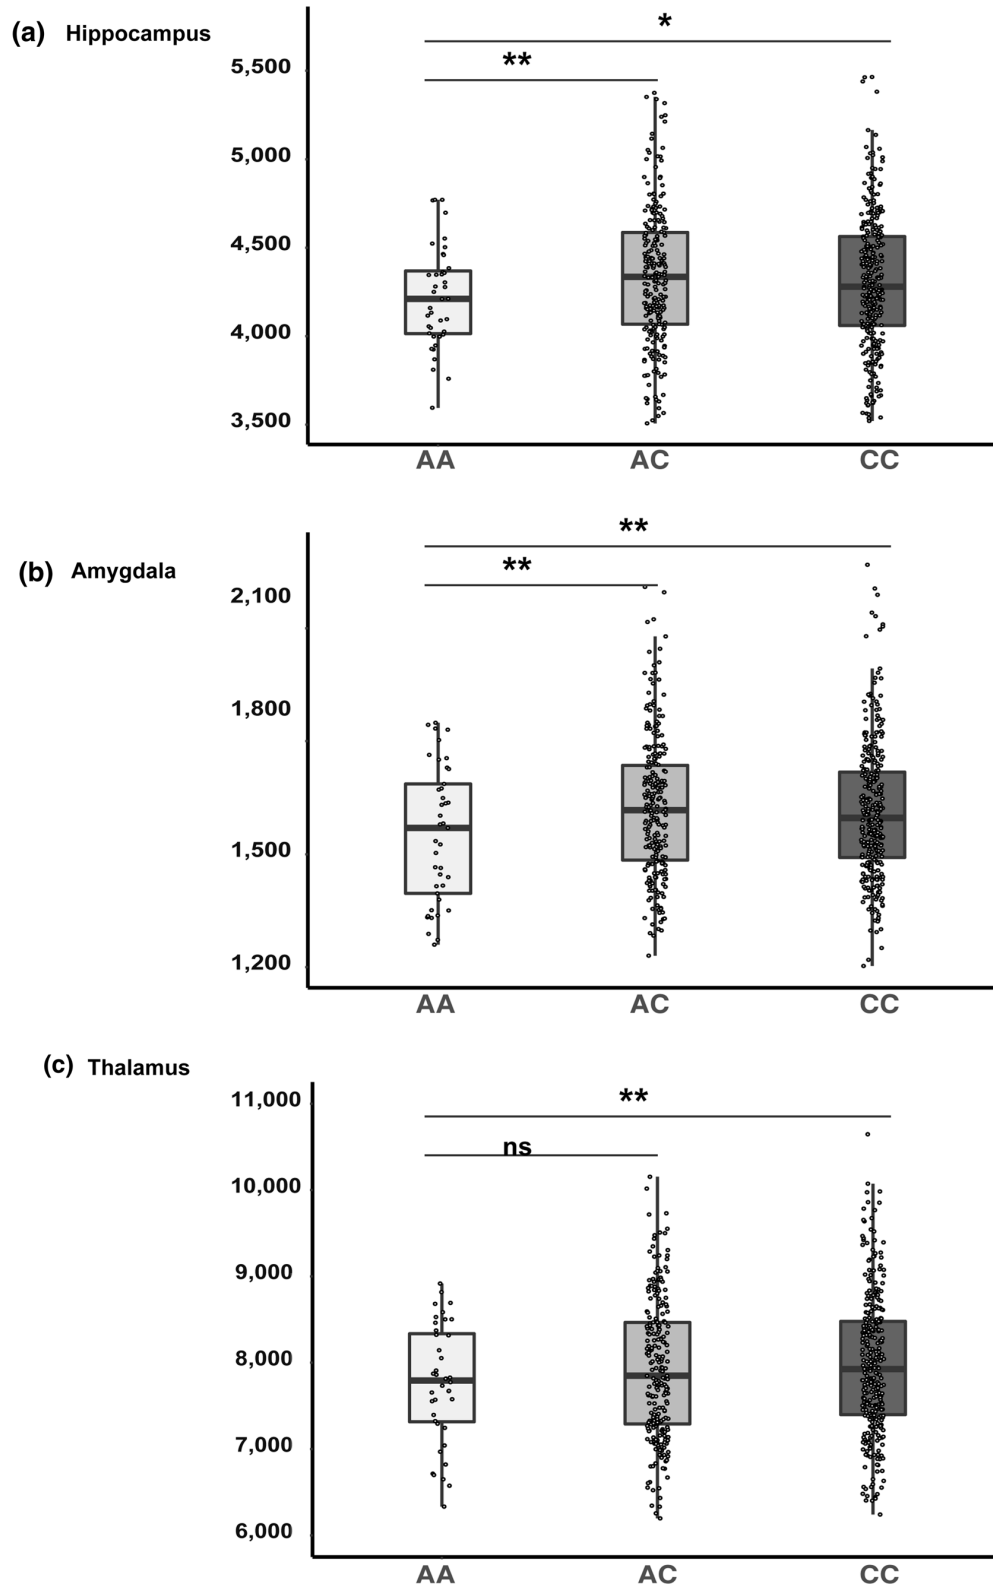 (a) Hippocampus
*
**
5,500
5,000
4,500
4,000
3,500
AA AC CC
(b) Amygdala
**
**
2,100
1,800
1,500
1,200
AA AC CC
(c) Thalamus
**
ns
11,000
10,000
9,000
8,000
7,000
6,000
AA AC CC